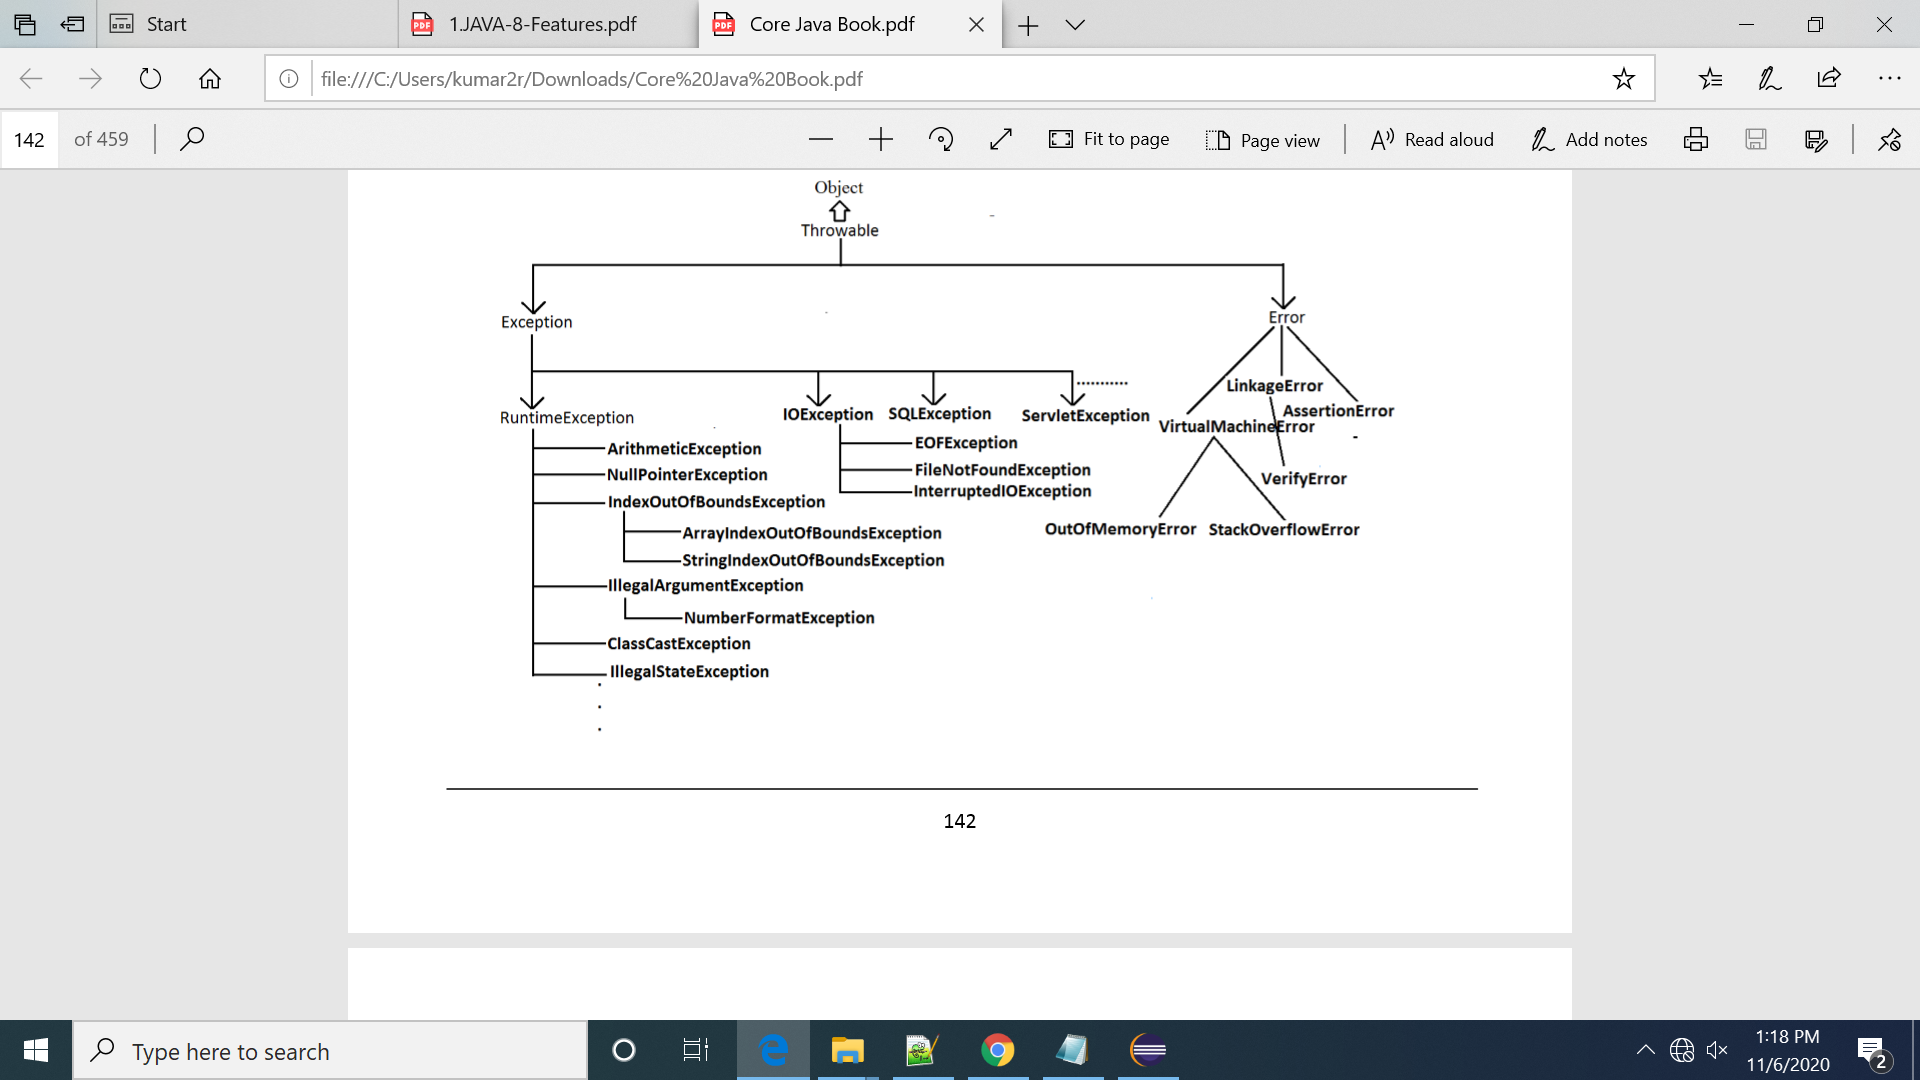 Start
1.JAVA-8-Features.pdf
Core Java Book.pdf
file:///C:/Users/kumar2r/Downloads/Core%20Java%20Book.pdf
142 of 459
Fit to page
Page view
Read aloud
Add notes
Object
Throwable
Exception
Error
RuntimeException
IOException
SQLException
ServletException
LinkageError
AssertionError
VirtualMachineError
ArithmeticException
NullPointerException
IndexOutOfBoundsException
ArrayIndexOutOfBoundsException
StringIndexOutOfBoundsException
IllegalArgumentException
NumberFormatException
ClassCastException
IllegalStateException
EOFException
FileNotFoundException
InterruptedIOException
VerifyError
OutOfMemoryError
StackOverflowError
142
Type here to search
1:18 PM
11/6/2020
2